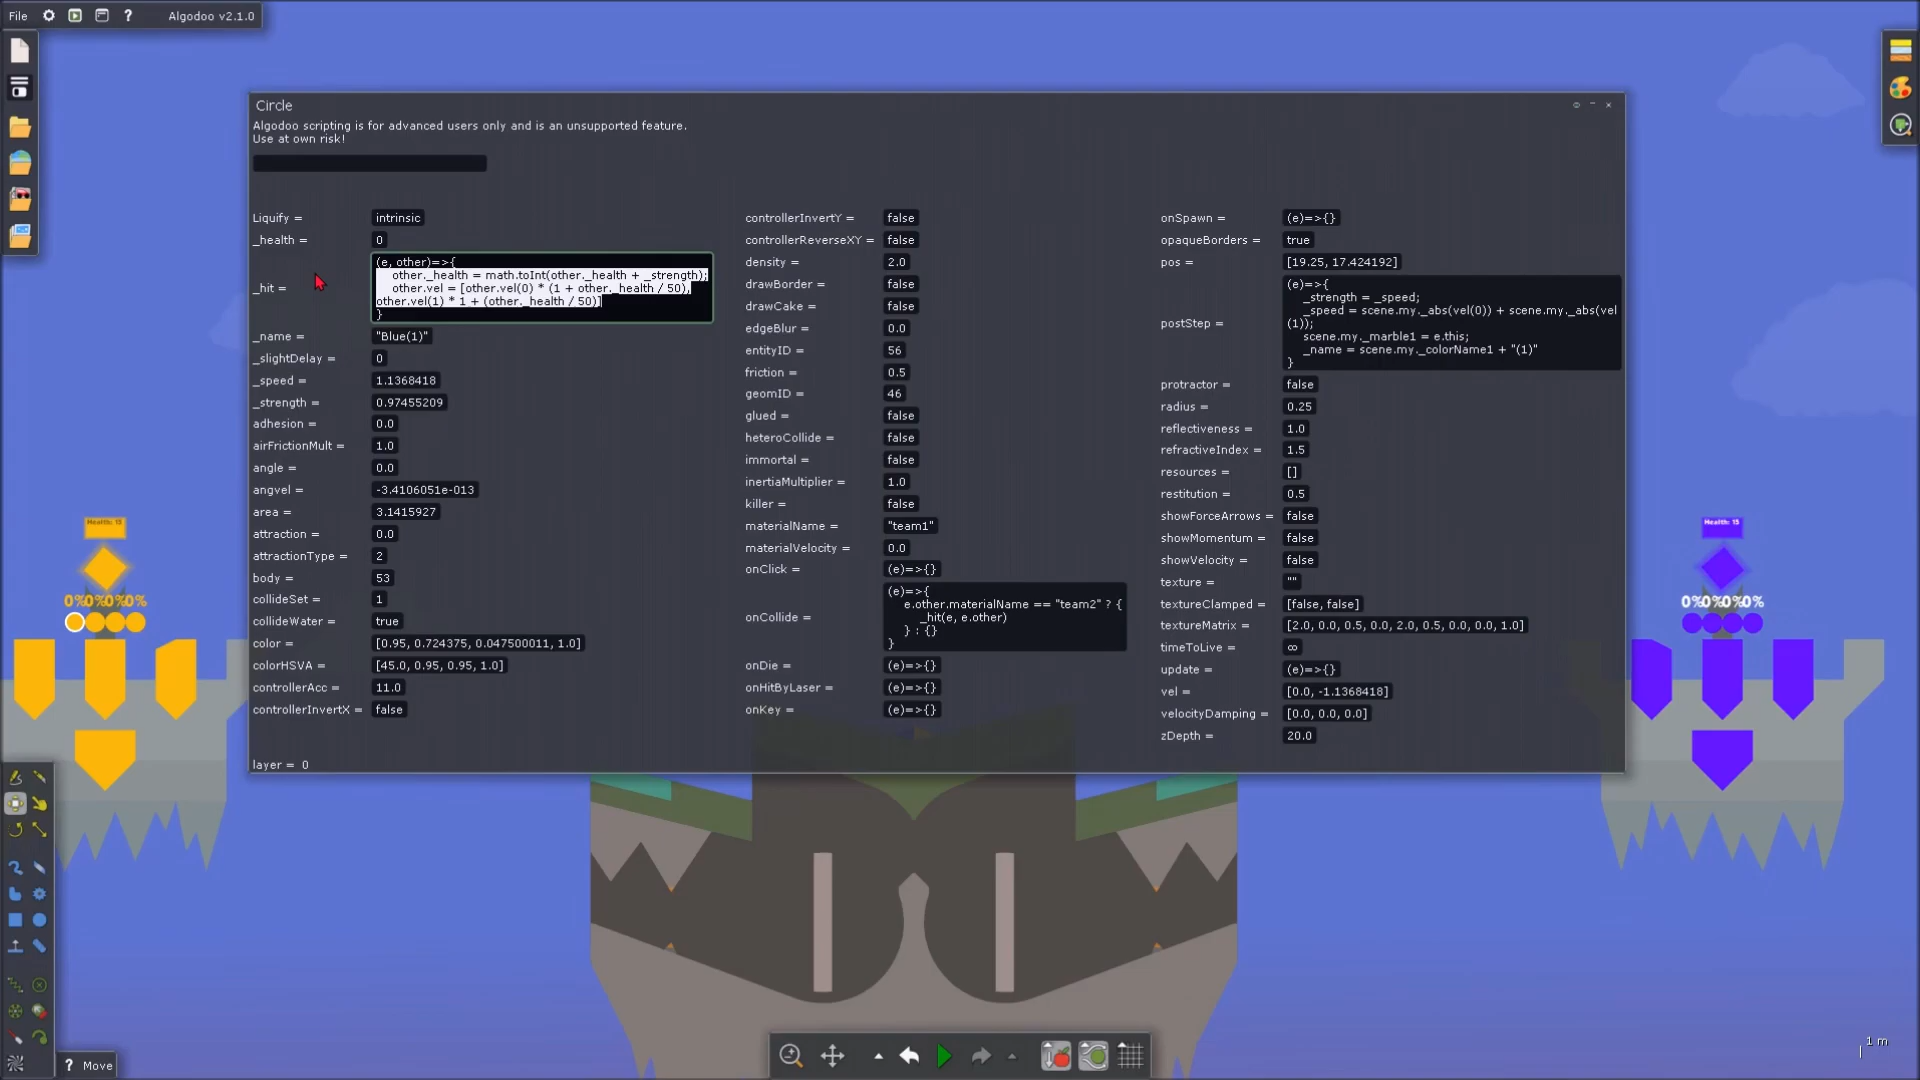 File ? Algodoo v2.1.0
Circle
Algodoo scripting is for advanced users only and is an unsupported feature.
Use at own risk!
Liquify = intrinsic
_health = 0
_hit = (e, other)=>{
other._health = math.toInt(other._health + _strength);
other.vel = [other.vel(0) * (1 + other._health / 50),
other.vel(1) * 1 + (other._health / 50)]
}
_name = "Blue(1)"
_slightDelay = 0
_speed = 1.1368418
_strength = 0.97455209
adhesion = 0.0
airFrictionMult = 1.0
angle = 0.0
angvel = -3.4106051e-013
area = 3.1415927
attraction = 0.0
attractionType = 2
body = 53
collideSet = 1
collideWater = true
color = [0.95, 0.724375, 0.047500011, 1.0]
colorHSVA = [45.0, 0.95, 0.95, 1.0]
controllerAcc = 11.0
controllerInvertX = false
layer = 0
controllerInvertY = false
controllerReverseXY = false
density = 2.0
drawBorder = false
drawCake = false
edgeBlur = 0.0
entityID = 56
friction = 0.5
geomID = 46
glued = false
heteroCollide = false
immortal = false
inertiaMultiplier = 1.0
killer = false
materialName = "team1"
materialVelocity = 0.0
onClick = (e)=>{}
onCollide = (e)=>{
e.other.materialName == "team2" ? {
_hit(e, e.other)
} : {}
}
onDie = (e)=>{}
onHitByLaser = (e)=>{}
onKey = (e)=>{}
onSpawn = (e)=>{}
opaqueBorders = true
pos = [19.25, 17.424192]
postStep = (e)=>{
_strength = _speed;
_speed = scene.my._abs(vel(0)) + scene.my._abs(vel
(1));
scene.my._marble1 = e.this;
_name = scene.my._colorName1 + "(1)"
}
protractor = false
radius = 0.25
reflectiveness = 1.0
refractiveIndex = 1.5
resources = []
restitution = 0.5
showForceArrows = false
showMomentum = false
showVelocity = false
texture = ""
textureClamped = [false, false]
textureMatrix = [2.0, 0.0, 0.5, 0.0, 2.0, 0.5, 0.0, 0.0, 1.0]
timeToLive = ∞
update = (e)=>{}
vel = [0.0, -1.1368418]
velocityDamping = [0.0, 0.0, 0.0]
zDepth = 20.0
0%0%0%0%
Health: 15
0%0%0%0%
? Move
1 m